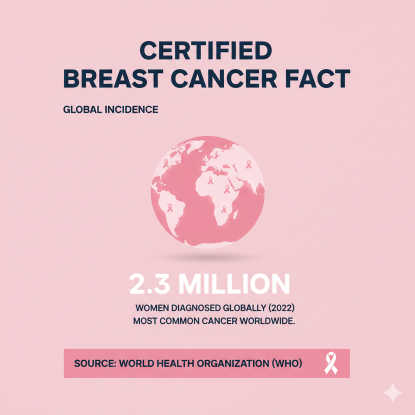 CERTIFIED
BREAST CANCER FACT
GLOBAL INCIDENCE
2.3 MILLION
WOMEN DIAGNOSED GLOBALLY (2022)
MOST COMMON CANCER WORLDWIDE.
SOURCE: WORLD HEALTH ORGANIZATION (WHO)